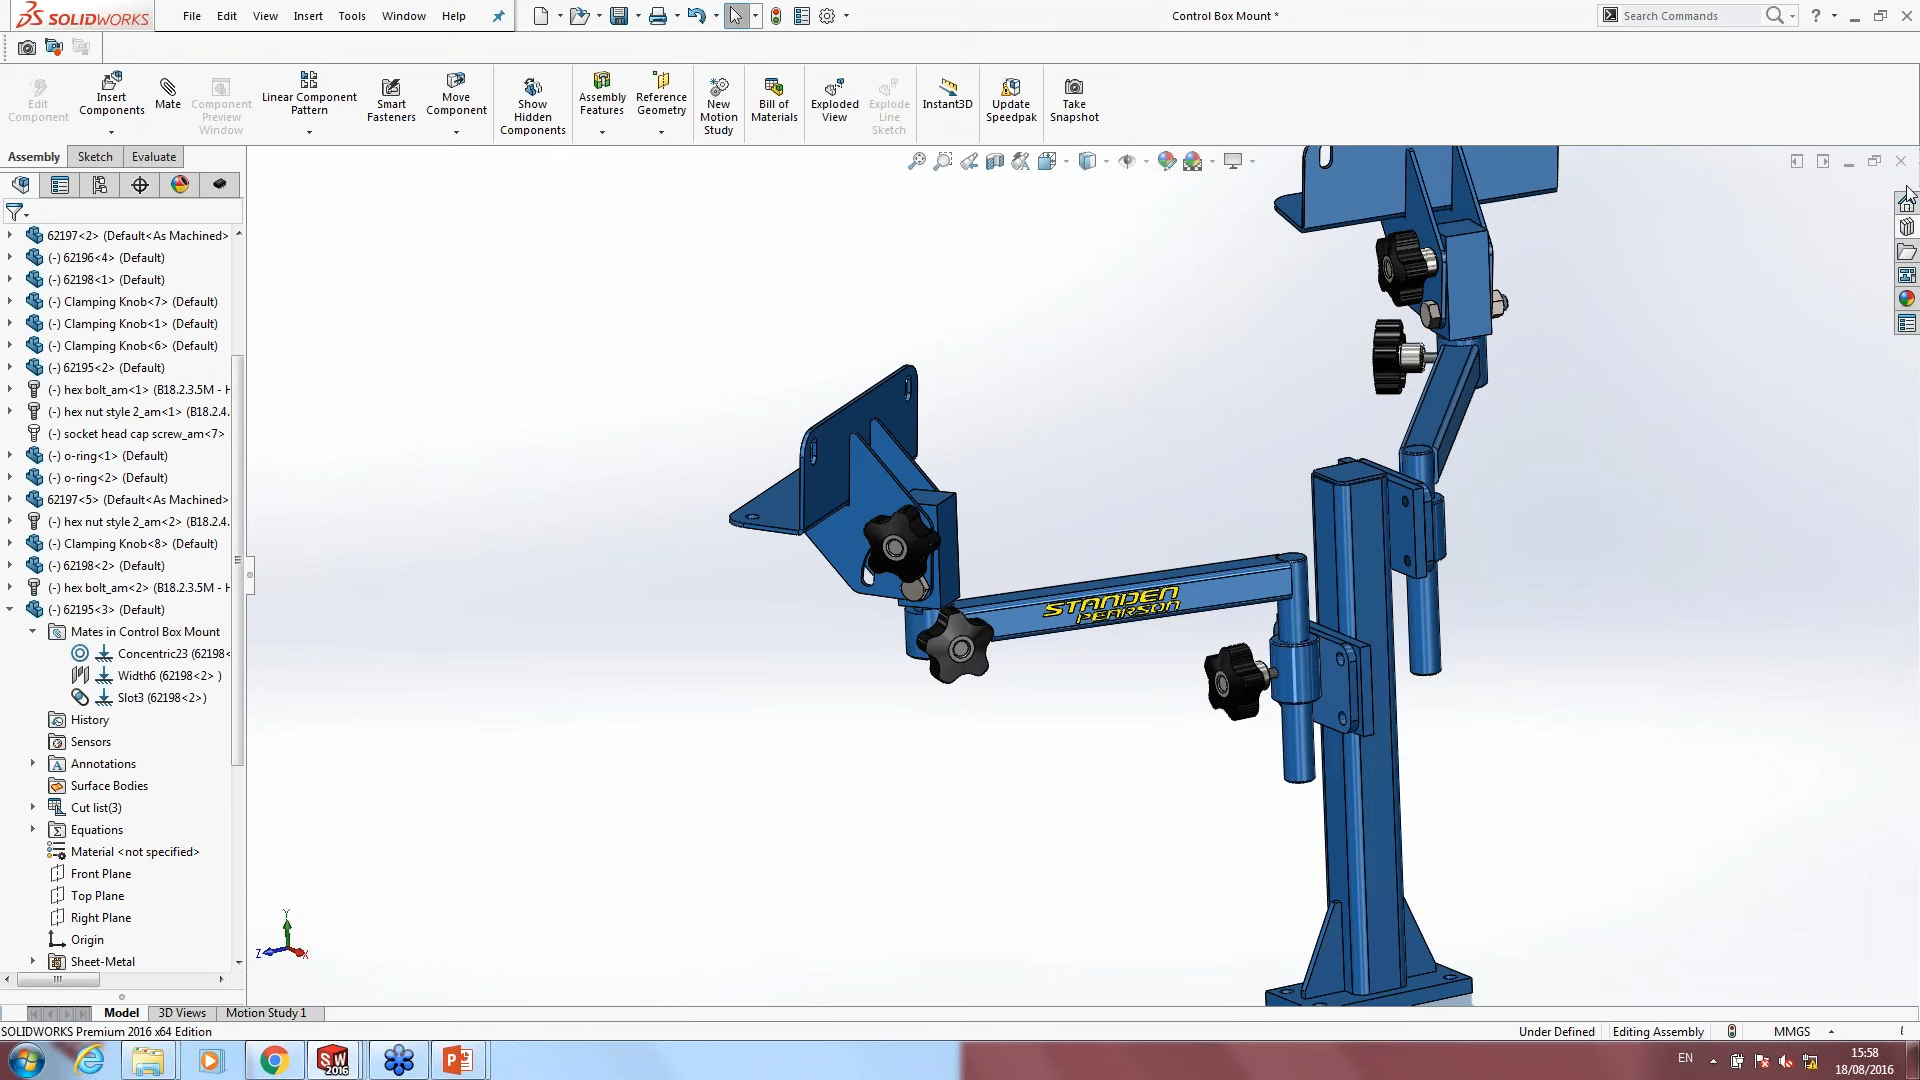 SOLIDWORKS
File Edit View Insert Tools Window Help
Control Box Mount *
Search Commands
Edit Component
Insert Components
Mate
Component Preview Window
Linear Component Pattern
Smart Fasteners
Move Component
Show Hidden Components
Assembly Features
Reference Geometry
New Motion Study
Bill of Materials
Exploded View
Explode Line Sketch
Instant3D
Update Speedpak
Take Snapshot
Assembly Sketch Evaluate
62197<2> (Default<As Machined>
(-) 62196<4> (Default)
(-) 62198<1> (Default)
(-) Clamping Knob<7> (Default)
(-) Clamping Knob<1> (Default)
(-) Clamping Knob<6> (Default)
(-) 62195<2> (Default)
(-) hex bolt_am<1> (B18.2.3.5M - H
(-) hex nut style 2_am<1> (B18.2.4.
(-) socket head cap screw_am<7>
(-) o-ring<1> (Default)
(-) o-ring<2> (Default)
62197<5> (Default<As Machined>
(-) hex nut style 2_am<2> (B18.2.4.
(-) Clamping Knob<8> (Default)
(-) 62198<2> (Default)
(-) hex bolt_am<2> (B18.2.3.5M - H
(-) 62195<3> (Default)
Mates in Control Box Mount
Concentric23 (62198<
Width6 (62198<2> )
Slot3 (62198<2>)
History
Sensors
Annotations
Surface Bodies
Cut list(3)
Equations
Material <not specified>
Front Plane
Top Plane
Right Plane
Origin
Sheet-Metal
STANDEN
PEARSON
Y
Z
X
Model 3D Views Motion Study 1
SOLIDWORKS Premium 2016 x64 Edition
Under Defined Editing Assembly MMGS
SW 2016
EN
15:58
18/08/2016